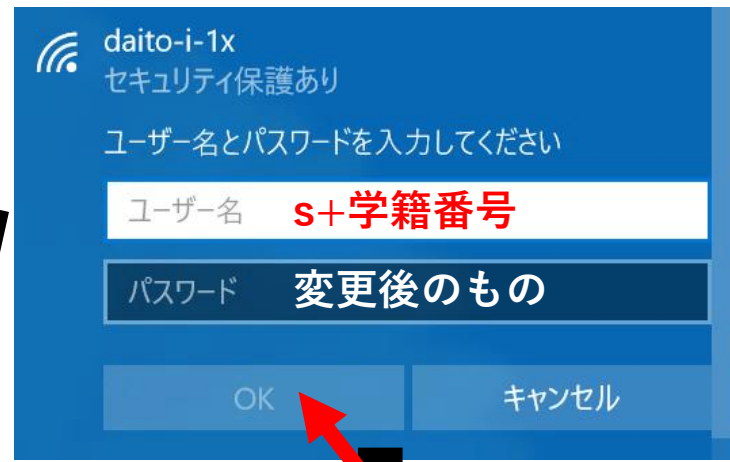 daito-i-1x
セキュリティ保護あり
ユーザー名とパスワードを入力してください
ユーザー名 s+学籍番号
パスワード 変更後のもの
OK キャンセル